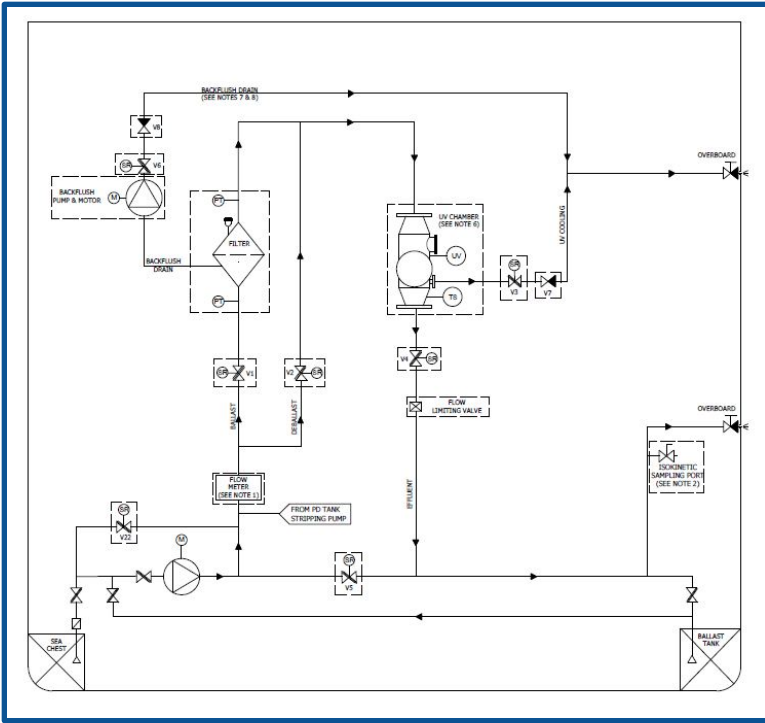 BACKFLUSH DRAIN
(SEE NOTES 7 & 8)
V8
SR
V6
BACKFLUSH
PUMP & MOTOR
M
BACKFLUSH
DRAIN
PT
FILTER
PT
UV CHAMBER
(SEE NOTE 6)
UV
TS
SR
V3
V7
UV COOLING
OVERBOARD
SR
V1
V2
SR
V4
SR
FLOW
LIMITING VALVE
BALLAST
DEBALLAST
EFFLUENT
FLOW
METER
(SEE NOTE 1)
FROM PD TANK
STRIPPING PUMP
OVERBOARD
ISOKINETIC
SAMPLING PORT
(SEE NOTE 2)
SR
V22
M
SR
V5
SEA
CHEST
BALLAST
TANK